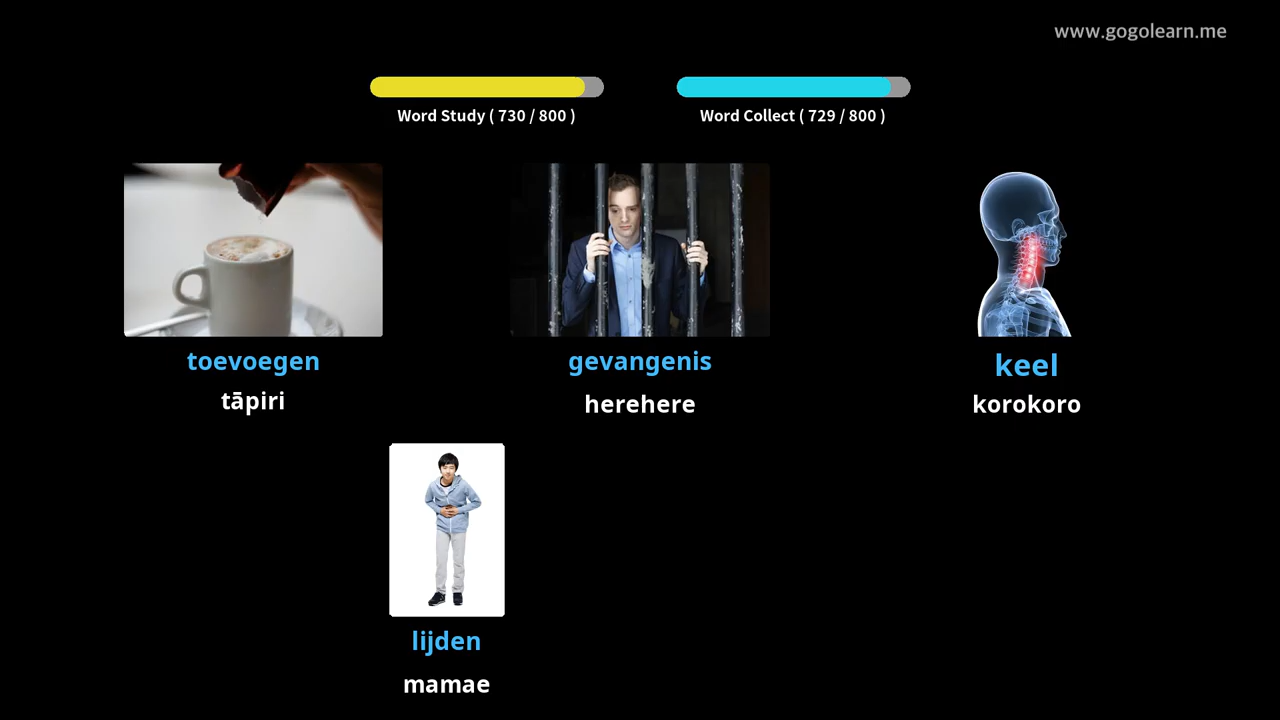 www.gogolearn.me
Word Study ( 730 / 800 )
Word Collect ( 729 / 800 )
toevoegen
tāpiri
gevangenis
herehere
keel
korokoro
lijden
mamae